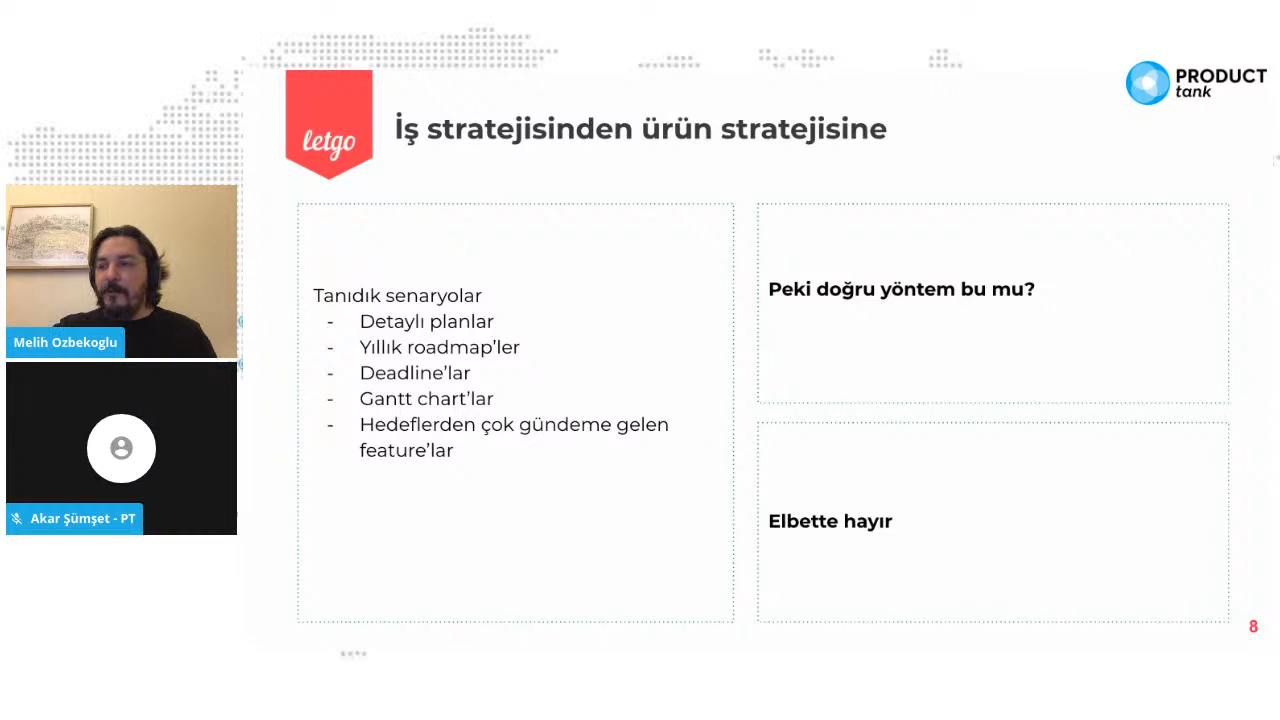 PRODUCT
tank
letgo
İş stratejisinden ürün stratejisine
Tanıdık senaryolar
- Detaylı planlar
- Yıllık roadmap'ler
- Deadline'lar
- Gantt chart'lar
- Hedeflerden çok gündeme gelen
feature'lar
Peki doğru yöntem bu mu?
Elbette hayır
Melih Ozbekoglu
Akar Şümşet - PT
8